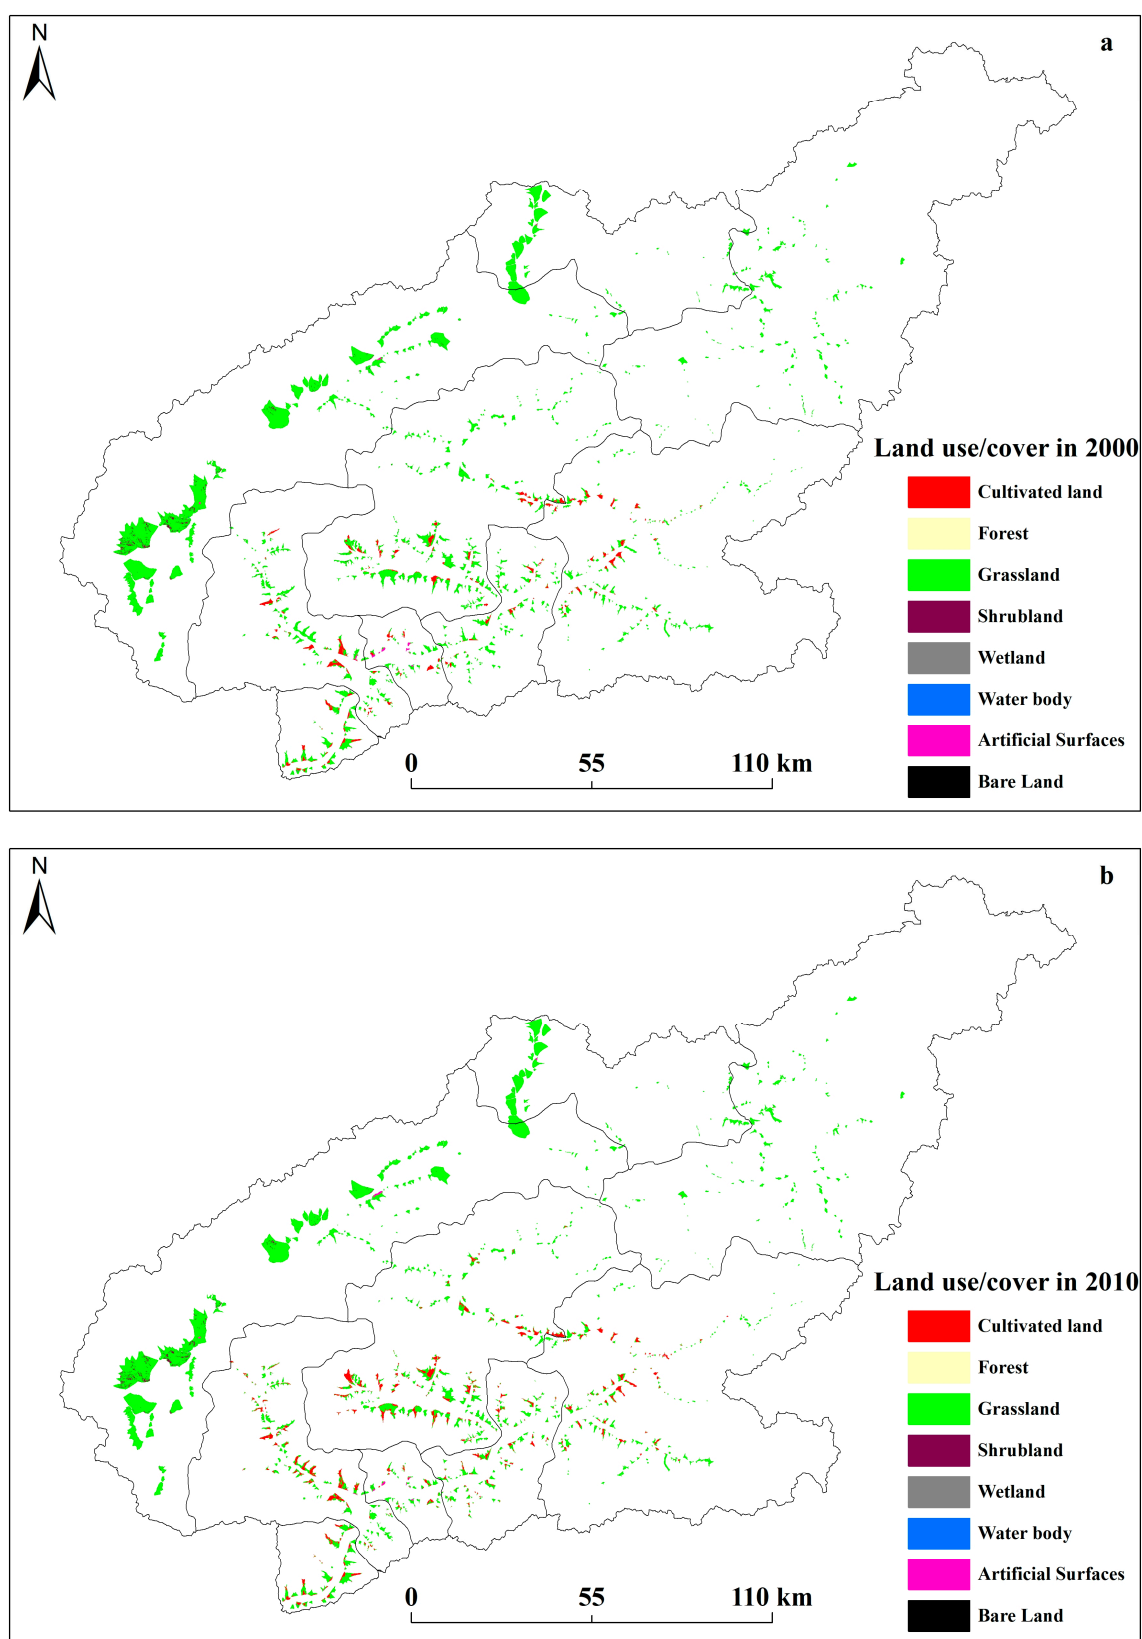 N
a
Land use/cover in 2000
Cultivated land
Forest
Grassland
Shrubland
Wetland
Water body
Artificial Surfaces
Bare Land
0 55 110 km
N
b
Land use/cover in 2010
Cultivated land
Forest
Grassland
Shrubland
Wetland
Water body
Artificial Surfaces
Bare Land
0 55 110 km